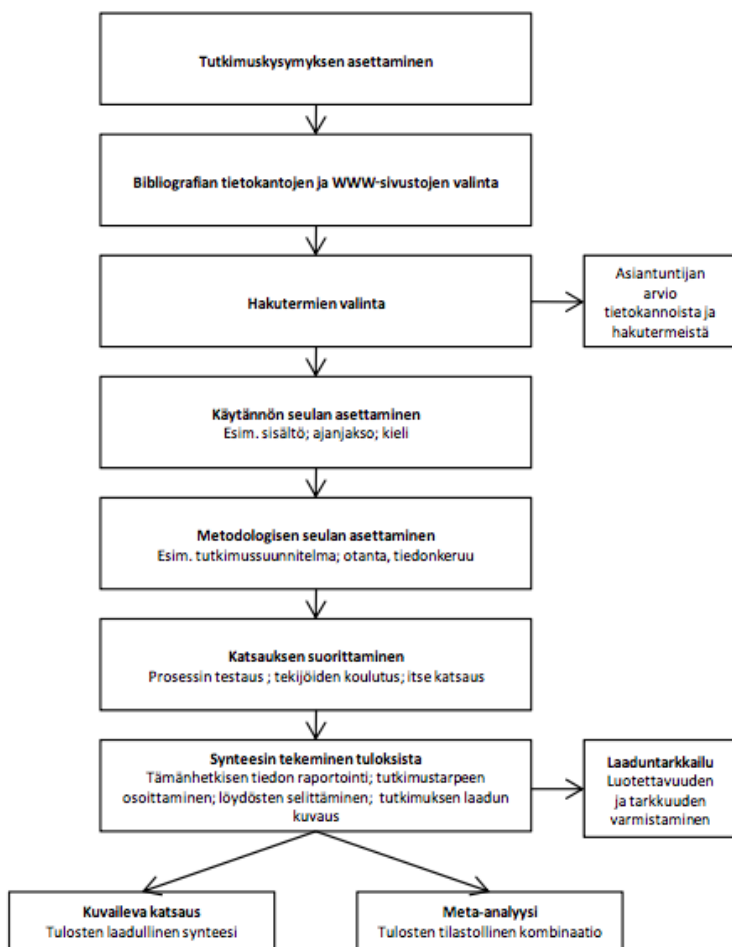 Tutkimuskysymyksen asettaminen
Bibliografian tietokantojen ja WWW-sivustojen valinta
Hakutermien valinta
Asiantuntijan
arvio
tietokannoista ja
hakutermeistä
Käytännön seulan asettaminen
Esim. sisältö; ajanjakso; kieli
Metodologisen seulan asettaminen
Esim. tutkimussuunnitelma; otanta, tiedonkeruu
Katsauksen suorittaminen
Prosessin testaus ; tekijöiden koulutus; itse katsaus
Synteesin tekeminen tuloksista
Tämänhetkisen tiedon raportointi; tutkimustarpeen
osoittaminen; löydösten selittäminen; tutkimuksen laadun
kuvaus
Laaduntarkkailu
Luotettavuuden
ja tarkkuuden
varmistaminen
Kuvaileva katsaus
Tulosten laadullinen synteesi
Meta-analyysi
Tulosten tilastollinen kombinaatio